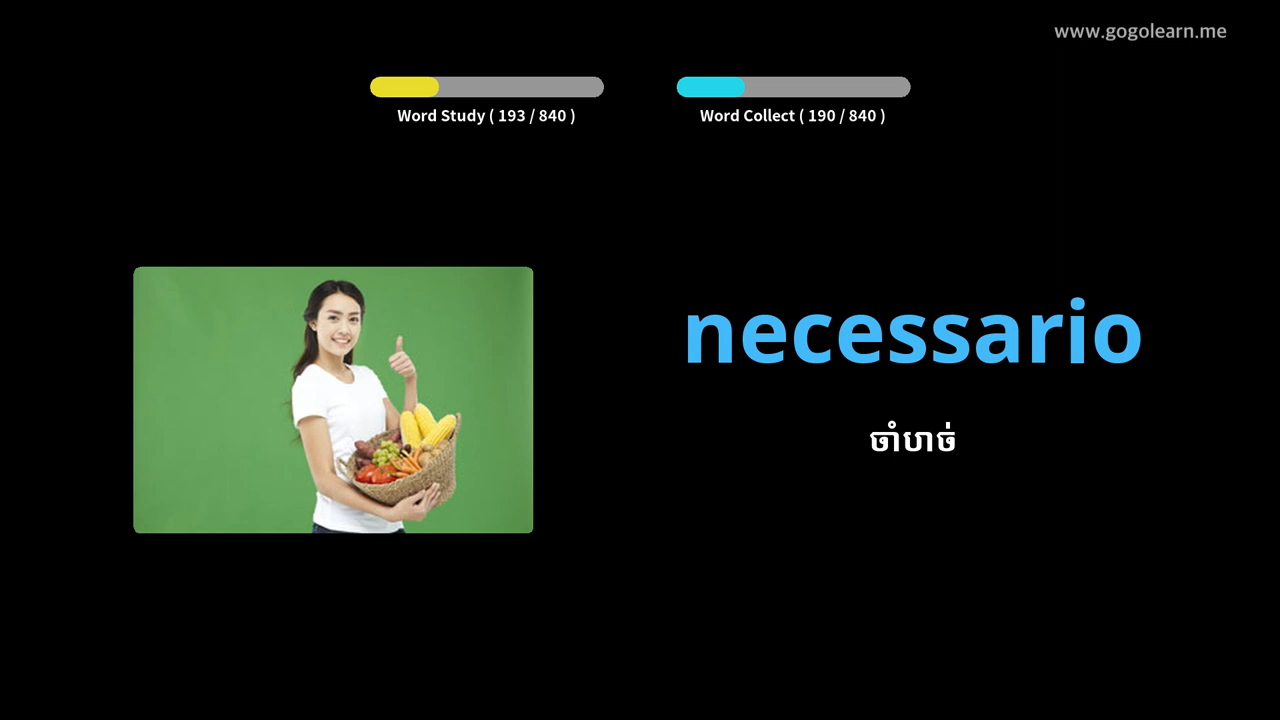 www.gogolearn.me
Word Study ( 193 / 840 )
Word Collect ( 190 / 840 )
necessario
ចាំបាច់